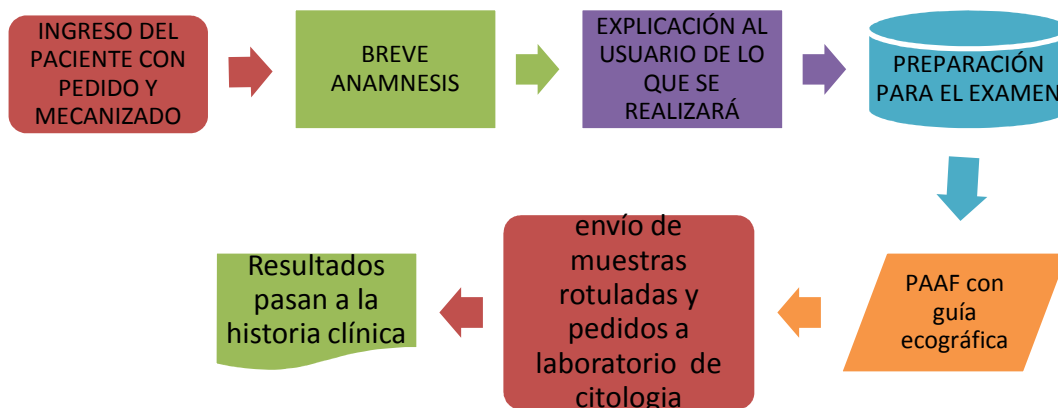 INGRESO DEL
PACIENTE CON
PEDIDO Y
MECANIZADO
BREVE
ANAMNESIS
EXPLICACIÓN AL
USUARIO DE LO
QUE SE
REALIZARÁ
PREPARACIÓN
PARA EL EXAMEN
PAAF con
guía
ecográfica
envío de
muestras
rotuladas y
pedidos a
laboratorio de
citologia
Resultados
pasan a la
historia clínica